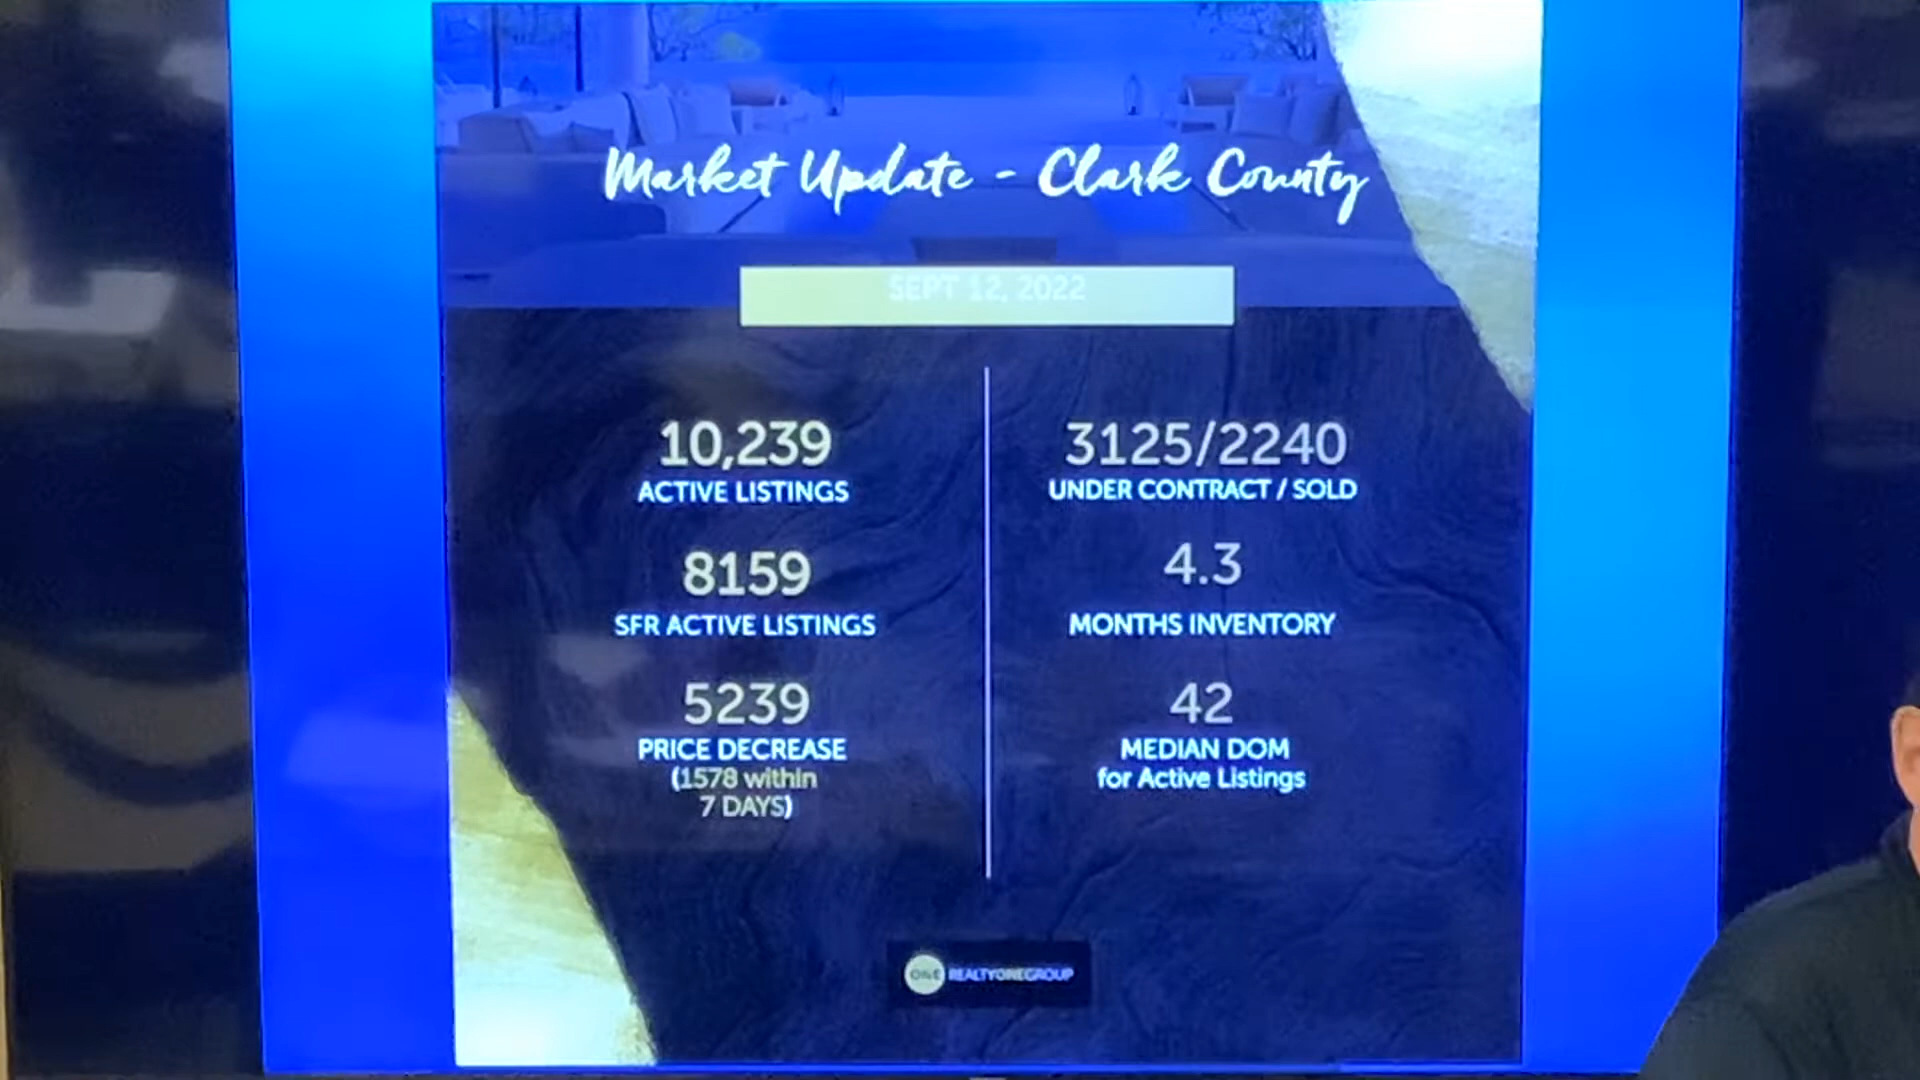 Market Update - Clark County
SEPT 12, 2022
10,239
ACTIVE LISTINGS
8159
SFR ACTIVE LISTINGS
5239
PRICE DECREASE
(1578 within
7 DAYS)
3125/2240
UNDER CONTRACT / SOLD
4.3
MONTHS INVENTORY
42
MEDIAN DOM
for Active Listings
ONE REALTYONEGROUP